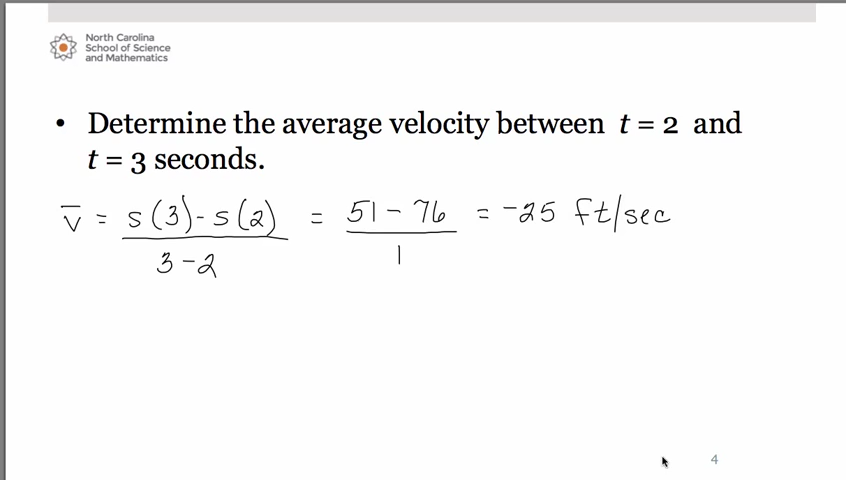 North Carolina
School of Science
and Mathematics
• Determine the average velocity between t = 2 and
t = 3 seconds.
v̅ = s(3) - s(2) / 3 - 2 = 51 - 76 / 1 = -25 ft/sec
4